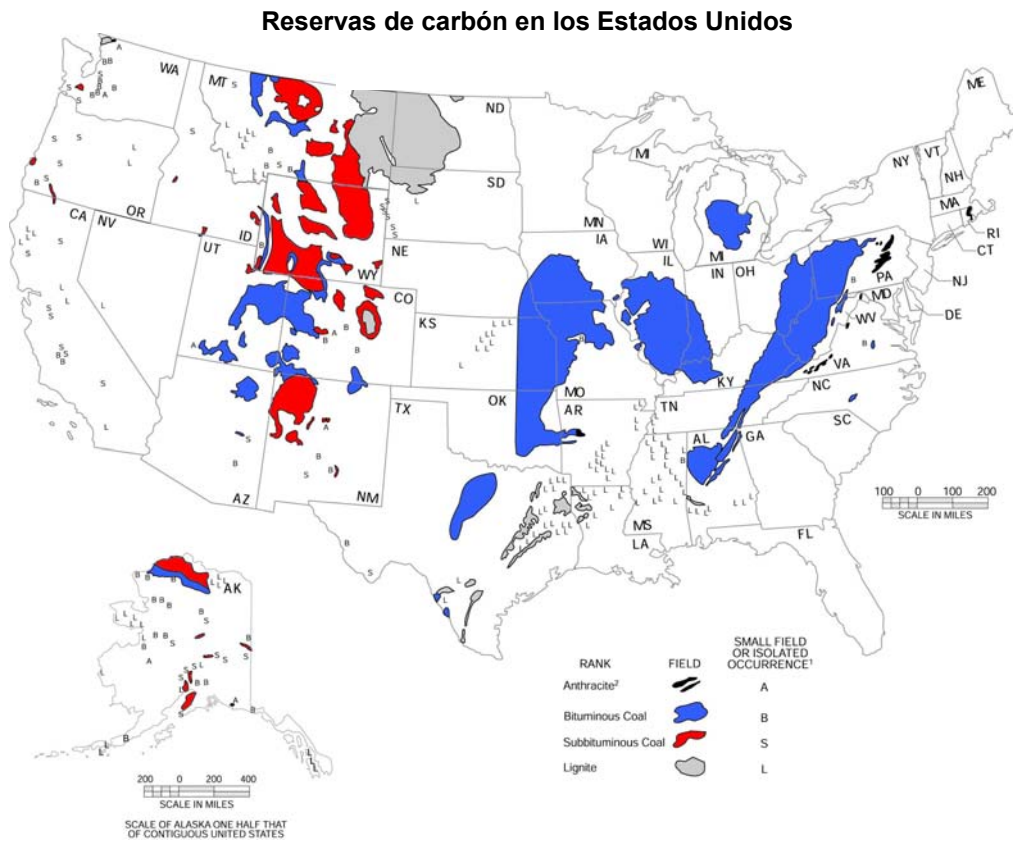 Reservas de carbón en los Estados Unidos
WA
MT
ND
ME
MI
NY
VT
NH
MA
SD
MN
IA
WI
IL
MI
IN
OH
PA
RI
CT
NJ
DE
MD
WV
VA
CA
NV
OR
UT
ID
NE
WY
CO
KS
KY
NC
MO
AR
TN
TX
OK
SC
AL
GA
AZ
NM
MS
LA
FL
AK
100 0 100 200
SCALE IN MILES
RANK
FIELD
SMALL FIELD
OR ISOLATED
OCCURRENCE¹
Anthracite²
A
Bituminous Coal
B
Subbituminous Coal
S
Lignite
L
200 0 200 400
SCALE IN MILES
SCALE OF ALASKA ONE HALF THAT
OF CONTIGUOUS UNITED STATES